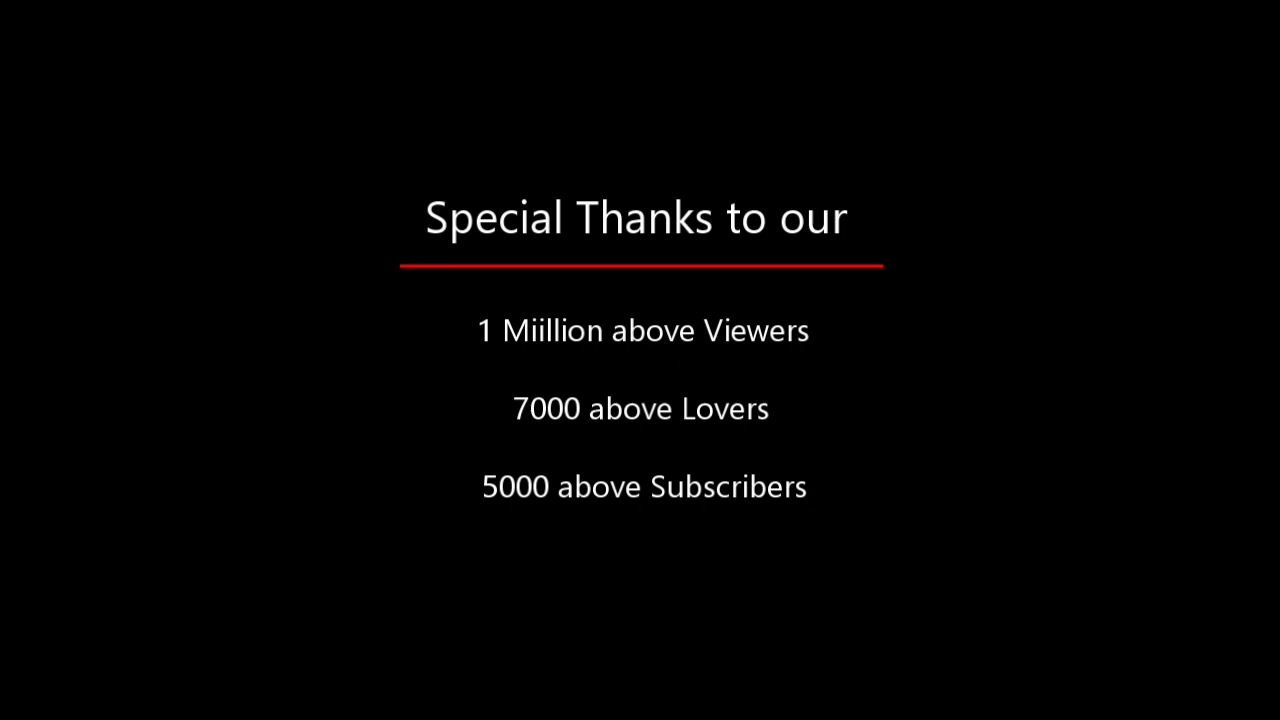 Special Thanks to our
1 Miillion above Viewers
7000 above Lovers
5000 above Subscribers